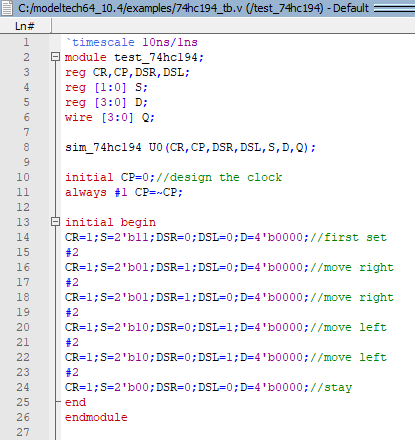 C:/modeltech64_10.4/examples/74hc194_tb.v (/test_74hc194) - Default
Ln#
1 `timescale 10ns/1ns
2 module test_74hc194;
3 reg CR,CP,DSR,DSL;
4 reg [1:0] S;
5 reg [3:0] D;
6 wire [3:0] Q;
7
8 sim_74hc194 U0(CR,CP,DSR,DSL,S,D,Q);
9
10 initial CP=0;//design the clock
11 always #1 CP=~CP;
12
13 initial begin
14 CR=1;S=2'b11;DSR=0;DSL=0;D=4'b0000;//first set
15 #2
16 CR=1;S=2'b01;DSR=1;DSL=0;D=4'b0000;//move right
17 #2
18 CR=1;S=2'b01;DSR=1;DSL=0;D=4'b0000;//move right
19 #2
20 CR=1;S=2'b10;DSR=0;DSL=1;D=4'b0000;//move left
21 #2
22 CR=1;S=2'b10;DSR=0;DSL=1;D=4'b0000;//move left
23 #2
24 CR=1;S=2'b00;DSR=0;DSL=0;D=4'b0000;//stay
25 end
26 endmodule
27